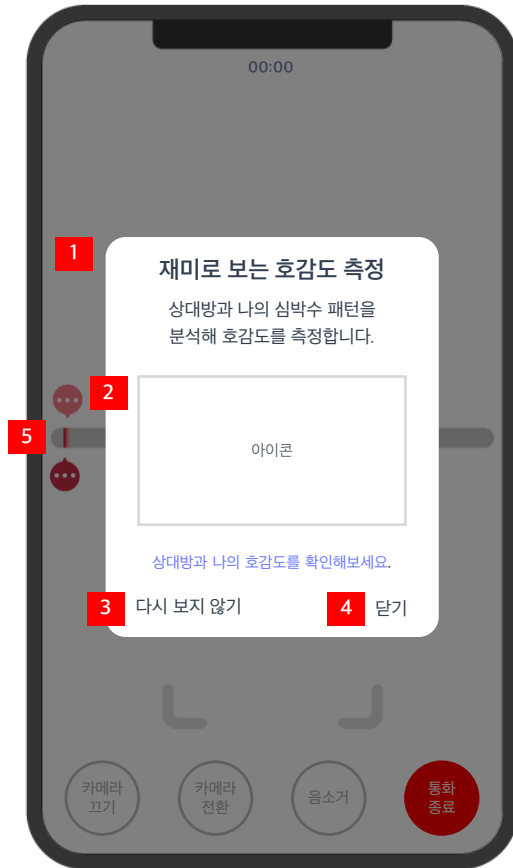 00:00
1
재미로 보는 호감도 측정
상대방과 나의 심박수 패턴을
분석해 호감도를 측정합니다.
2
아이콘
5
상대방과 나의 호감도를 확인해보세요.
3 다시 보지 않기
4 닫기
카메라
끄기
카메라
전환
음소거
통화
종료